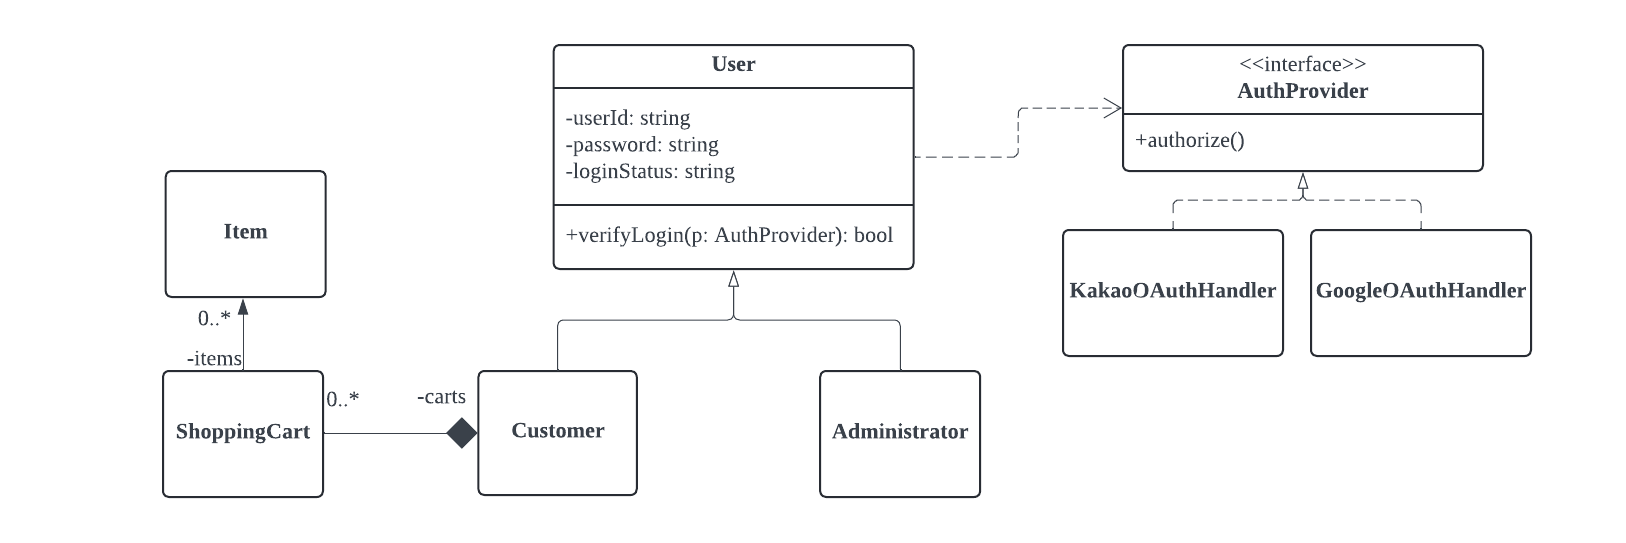 User
-userId: string
-password: string
-loginStatus: string
+verifyLogin(p: AuthProvider): bool
<<interface>>
AuthProvider
+authorize()
Item
0..*
-items
ShoppingCart
0..*
-carts
Customer
Administrator
KakaoOAuthHandler
GoogleOAuthHandler